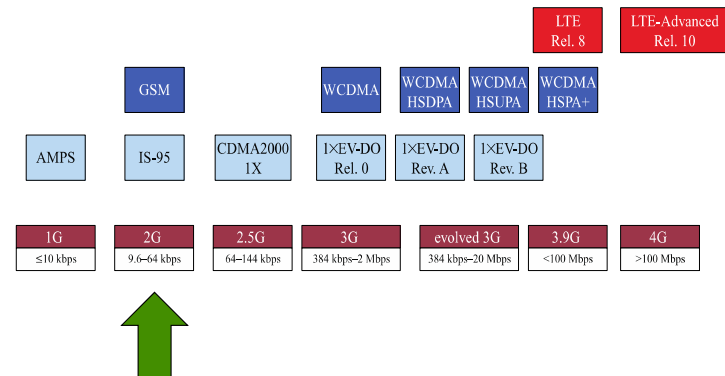 LTE
Rel. 8
LTE-Advanced
Rel. 10
GSM
WCDMA
WCDMA
HSDPA
WCDMA
HSUPA
WCDMA
HSPA+
AMPS
IS-95
CDMA2000
1X
1×EV-DO
Rel. 0
1×EV-DO
Rev. A
1×EV-DO
Rev. B
1G
≤10 kbps
2G
9.6–64 kbps
2.5G
64–144 kbps
3G
384 kbps–2 Mbps
evolved 3G
384 kbps–20 Mbps
3.9G
<100 Mbps
4G
>100 Mbps